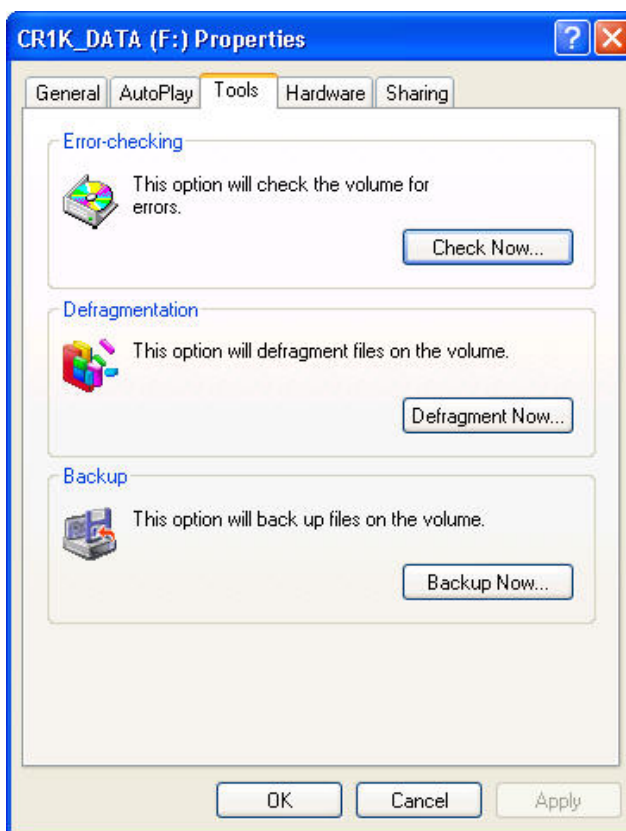 CR1K_DATA (F:) Properties
General AutoPlay Tools Hardware Sharing
Error-checking
This option will check the volume for
errors.
Check Now...
Defragmentation
This option will defragment files on the volume.
Defragment Now...
Backup
This option will back up files on the volume.
Backup Now...
OK Cancel Apply